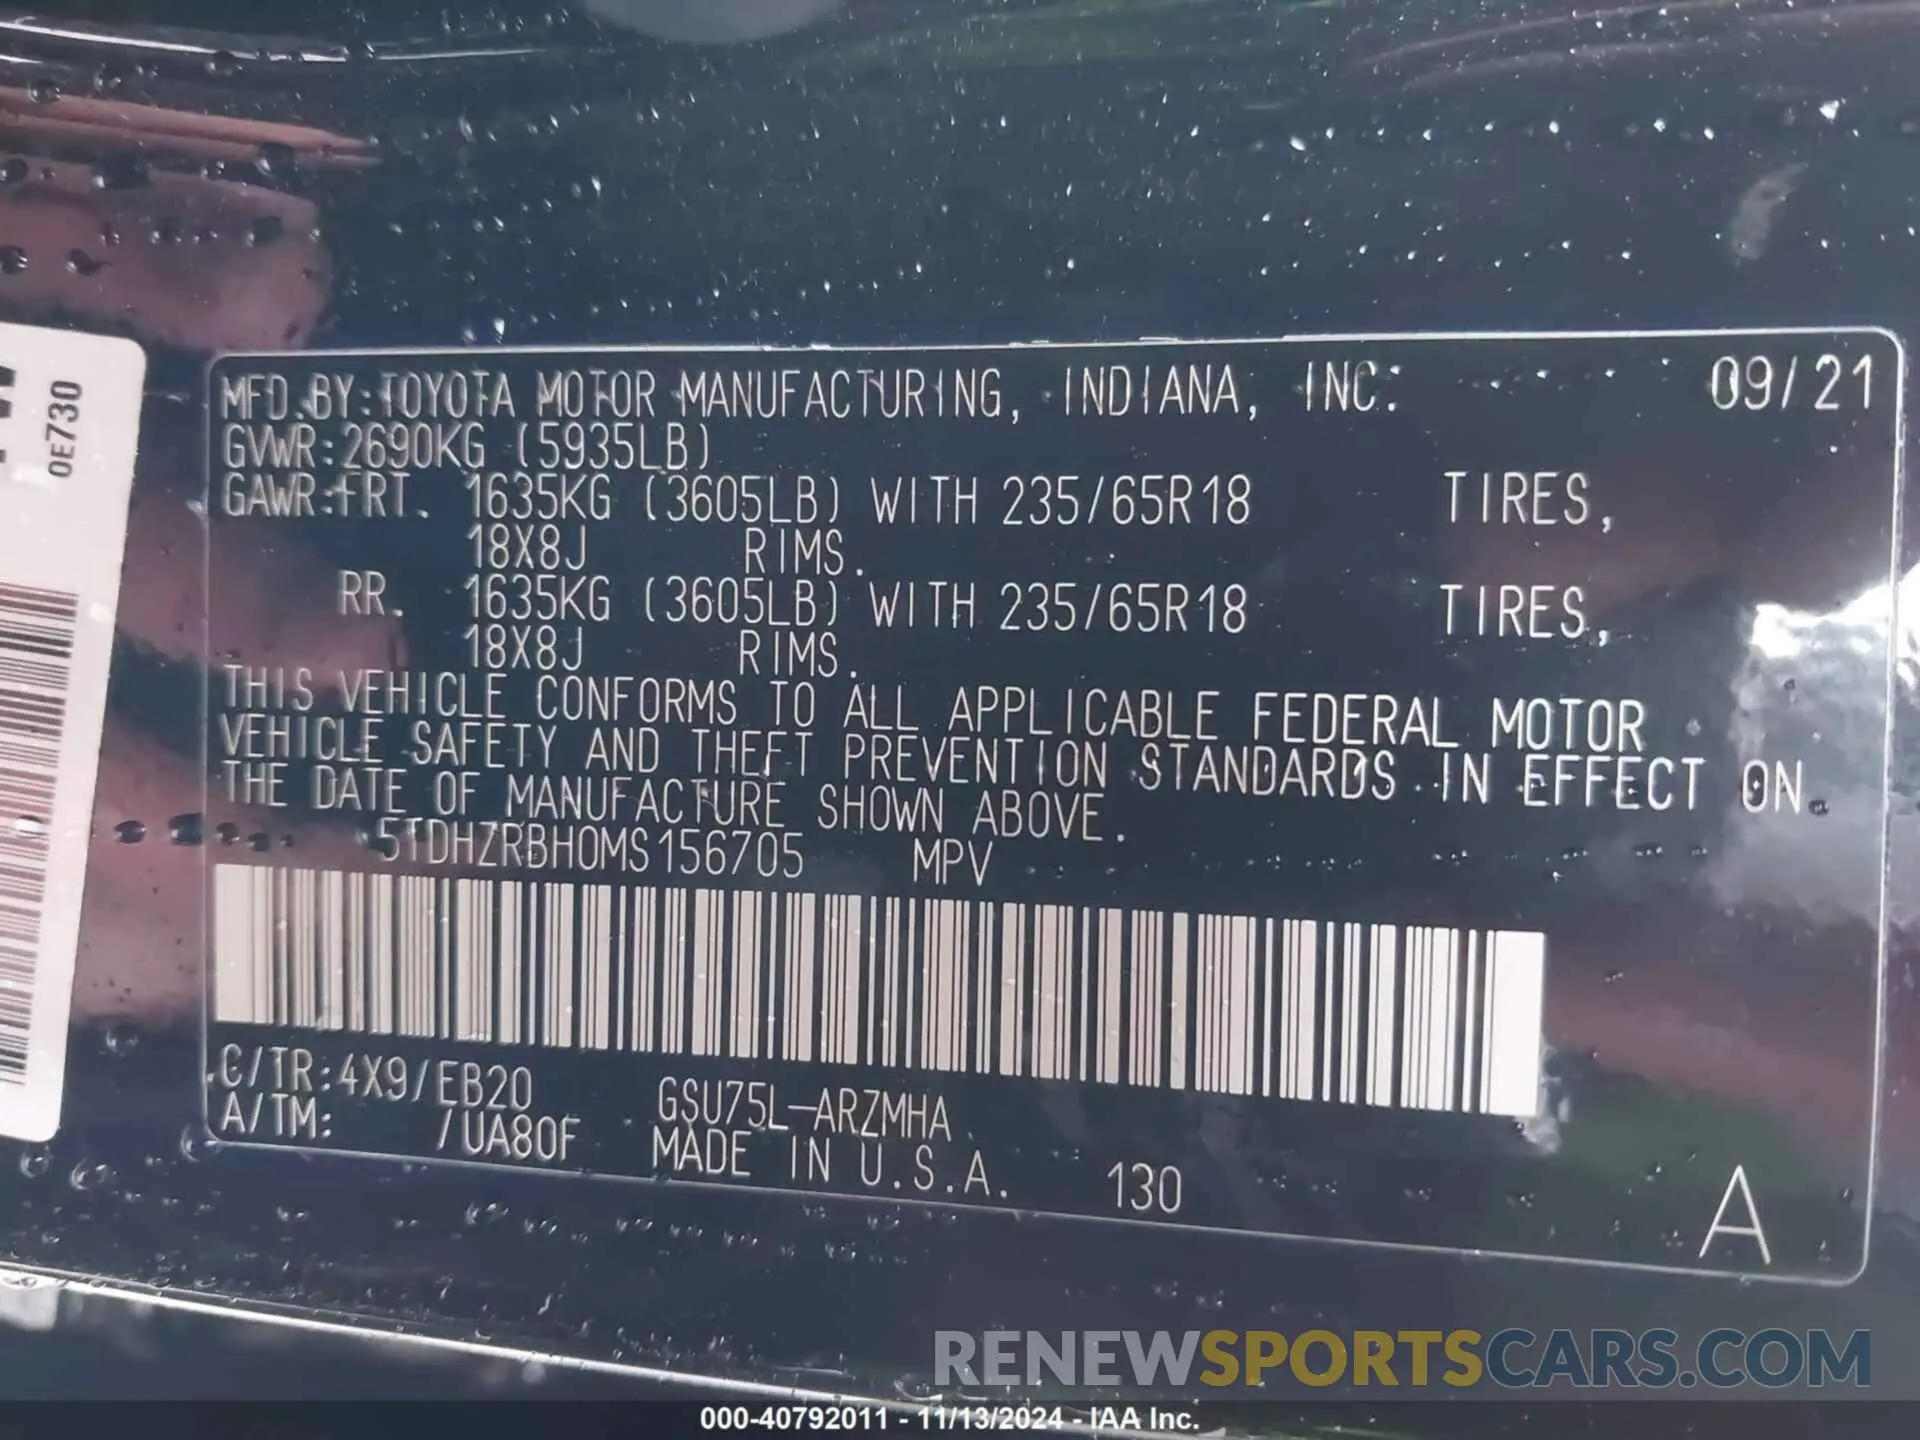 0E730
MFD.BY:TOYOTA MOTOR MANUFACTURING, INDIANA, INC. 09/21
GVWR:2690KG (5935LB)
GAWR:FRT. 1635KG (3605LB) WITH 235/65R18 TIRES,
18X8J RIMS.
RR. 1635KG (3605LB) WITH 235/65R18 TIRES,
18X8J RIMS.
THIS VEHICLE CONFORMS TO ALL APPLICABLE FEDERAL MOTOR
VEHICLE SAFETY AND THEFT PREVENTION STANDARDS IN EFFECT ON
THE DATE OF MANUFACTURE SHOWN ABOVE.
5TDHZRBH0MS156705 MPV
C/TR:4X9/EB20 GSU75L-ARZMHA
A/TM: /UA80F MADE IN U.S.A. 130
A
RENEWSPORTSCARS.COM
000-40792011 - 11/13/2024 - IAA Inc.